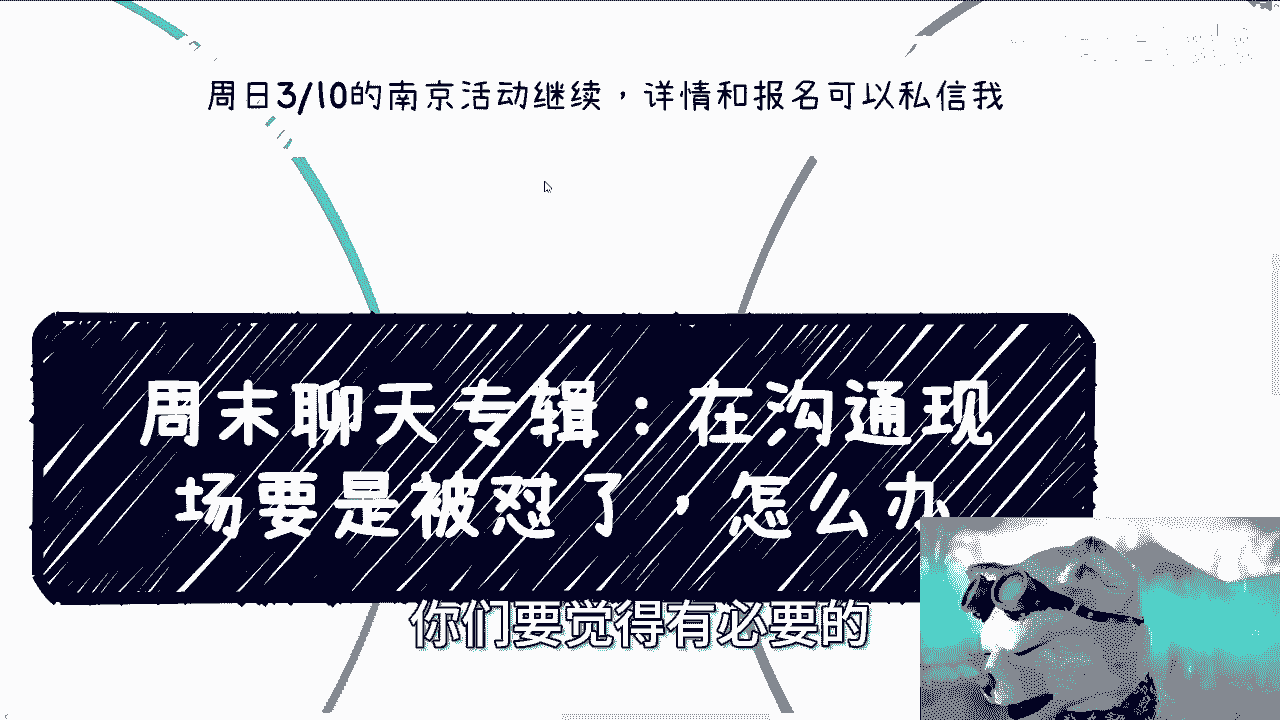 周日3/10的南京活动继续，详情和报名可以私信我
周末聊天专辑：在沟通现
场要是被怼了，怎么办
你们要觉得有必要的